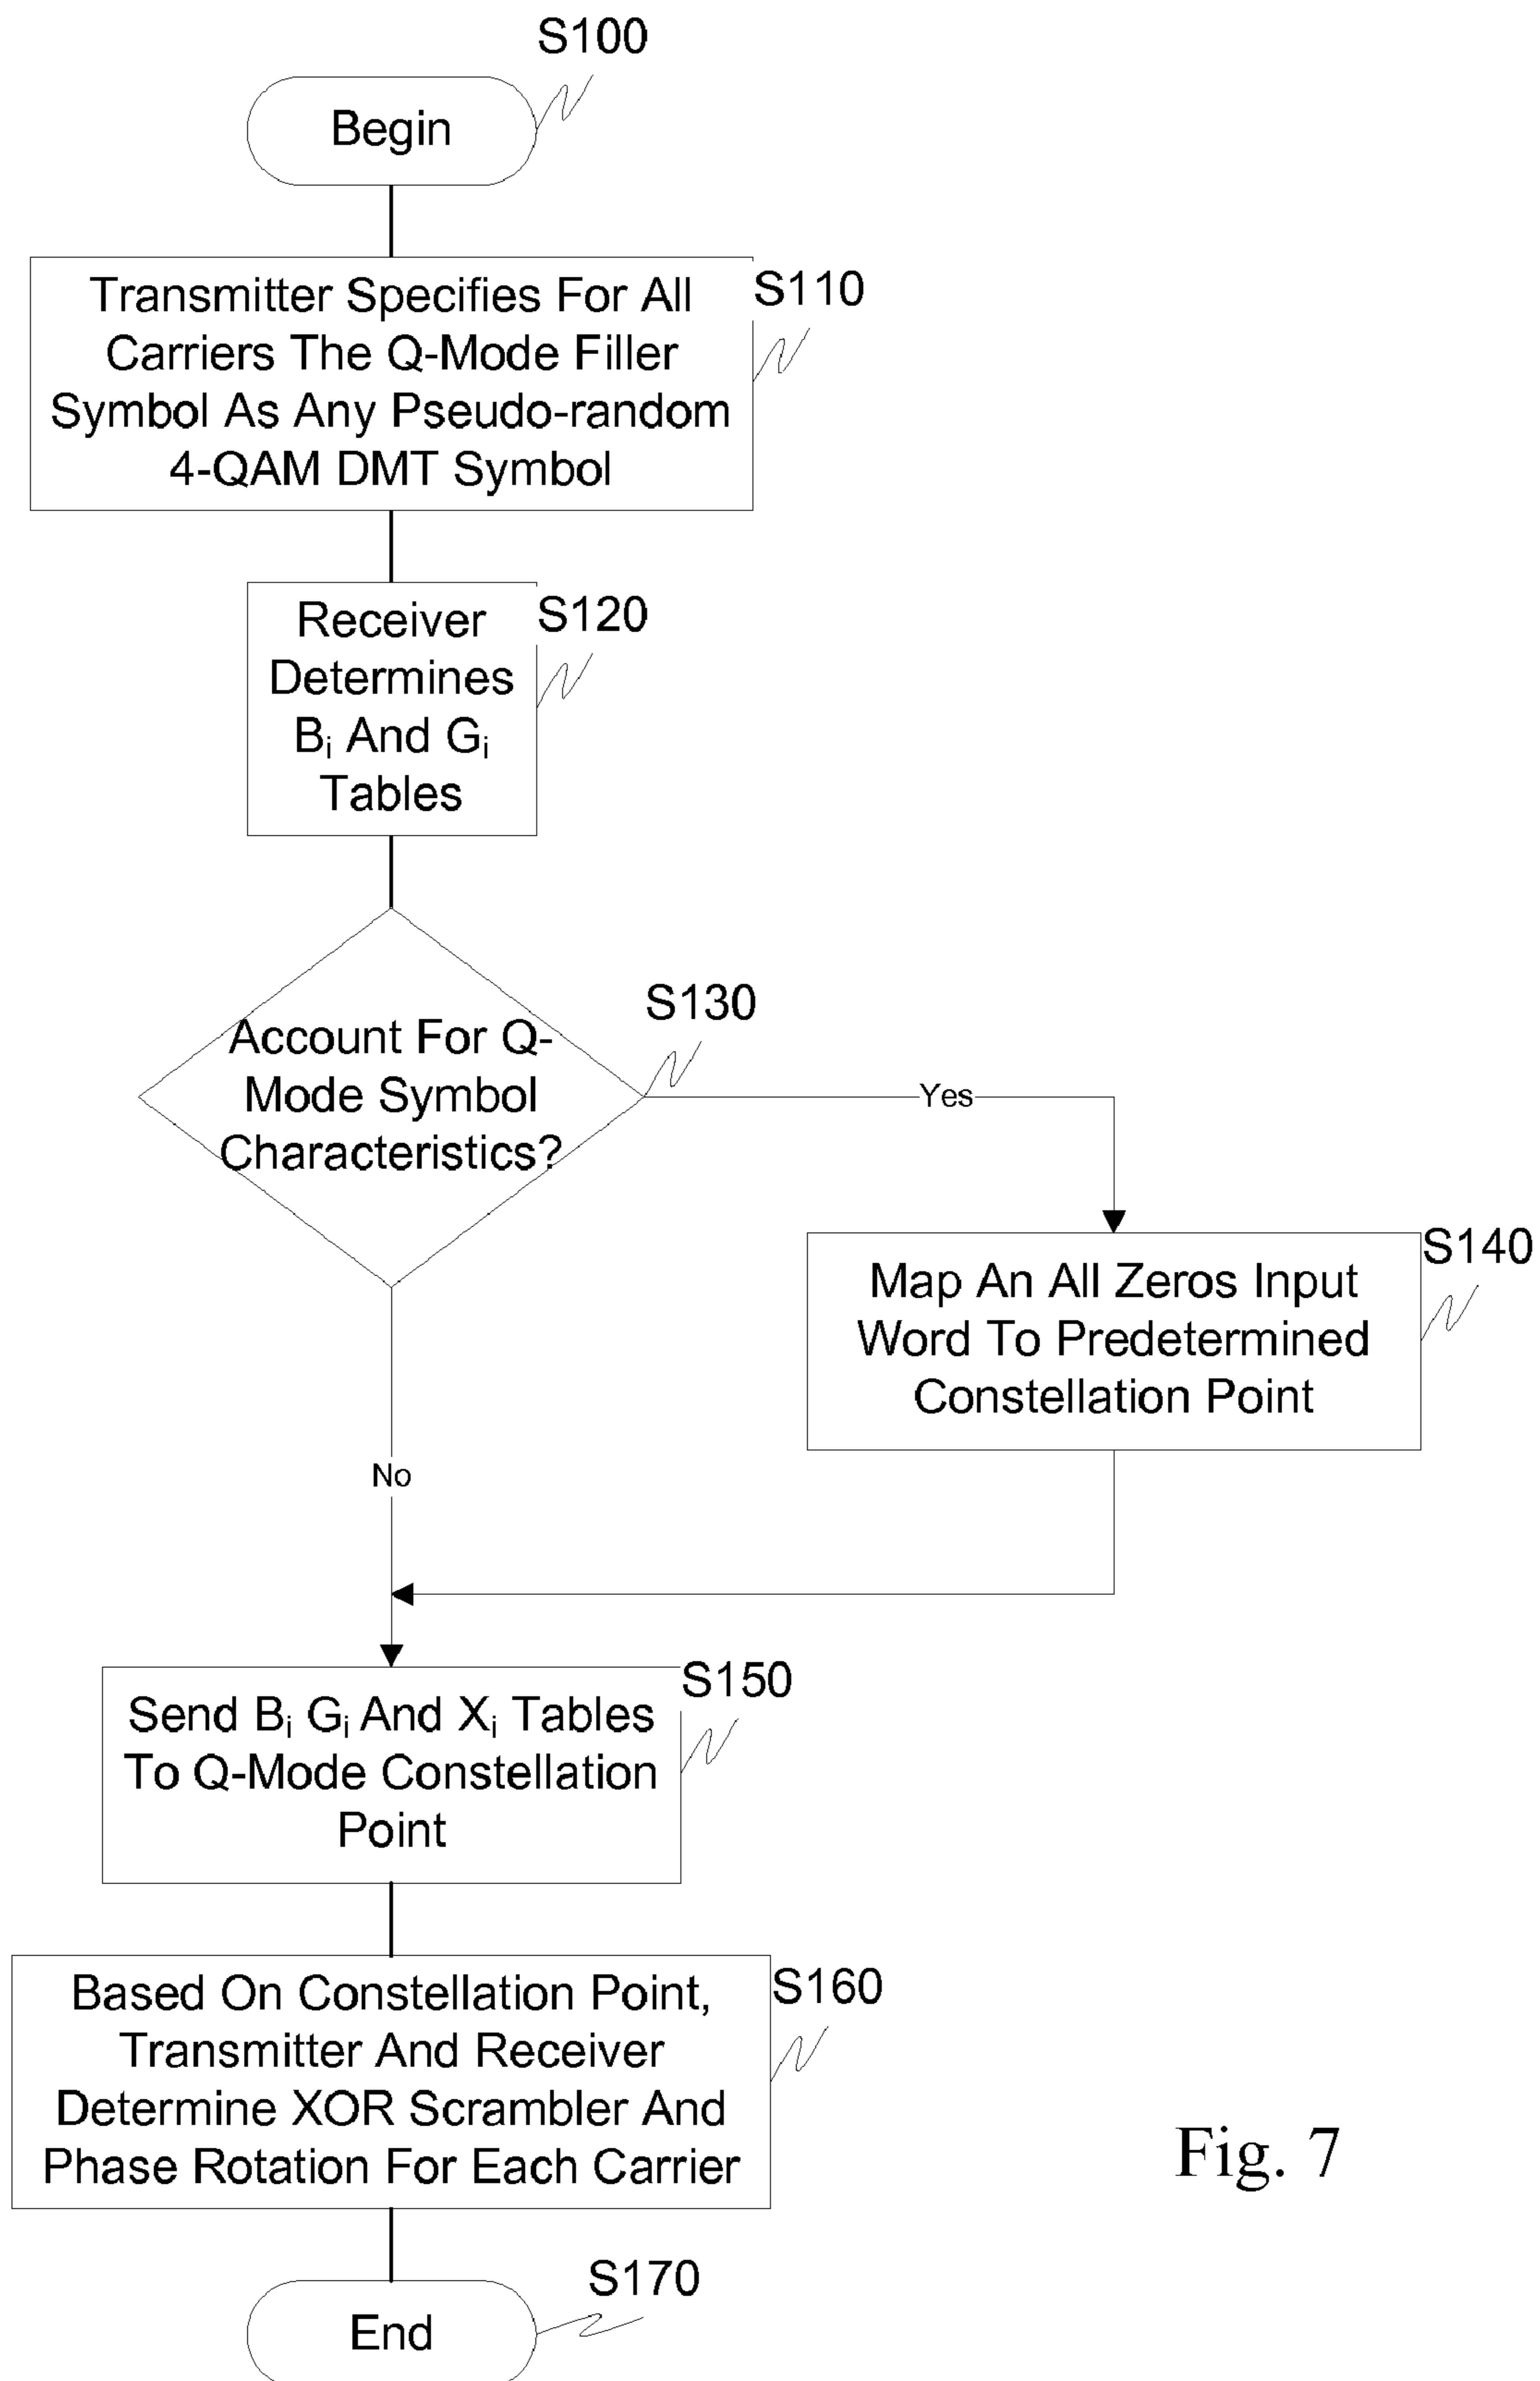 S100
Begin
S110
Transmitter Specifies For All
Carriers The Q-Mode Filler
Symbol As Any Pseudo-random
4-QAM DMT Symbol
S120
Receiver
Determines
Bi And Gi
Tables
S130
Account For Q-
Mode Symbol
Characteristics?
Yes
S140
Map An All Zeros Input
Word To Predetermined
Constellation Point
No
S150
Send Bi Gi And Xi Tables
To Q-Mode Constellation
Point
S160
Based On Constellation Point,
Transmitter And Receiver
Determine XOR Scrambler And
Phase Rotation For Each Carrier
Fig. 7
S170
End